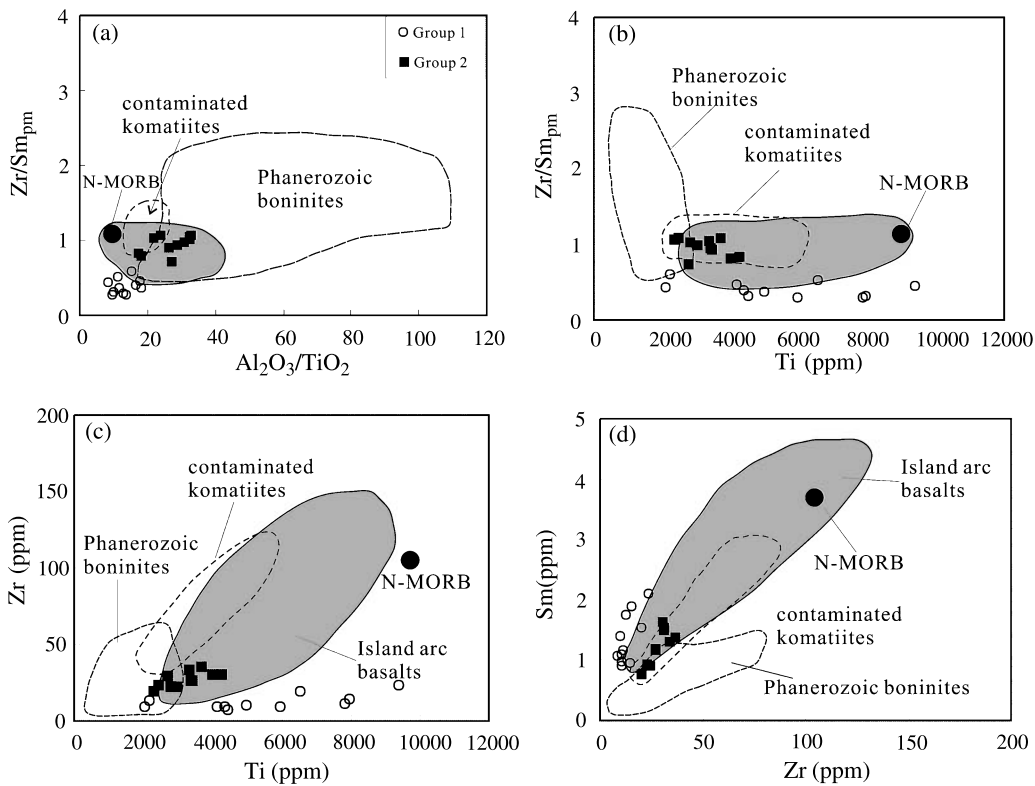 (a)
Group 1
Group 2
contaminated
komatiites
N-MORB
Phanerozoic
boninites
Zr/Smpm
4
3
2
1
0
0
20
40
60
80
100
120
Al2O3/TiO2
(b)
Phanerozoic
boninites
contaminated
komatiites
N-MORB
Zr/Smpm
4
3
2
1
0
0
2000
4000
6000
8000
10000
12000
Ti (ppm)
(c)
contaminated
komatiites
Phanerozoic
boninites
N-MORB
Island arc
basalts
Zr (ppm)
200
150
100
50
0
0
2000
4000
6000
8000
10000
12000
Ti (ppm)
(d)
Island arc
basalts
N-MORB
contaminated
komatiites
Phanerozoic boninites
Sm(ppm)
5
4
3
2
1
0
0
50
100
150
200
Zr (ppm)